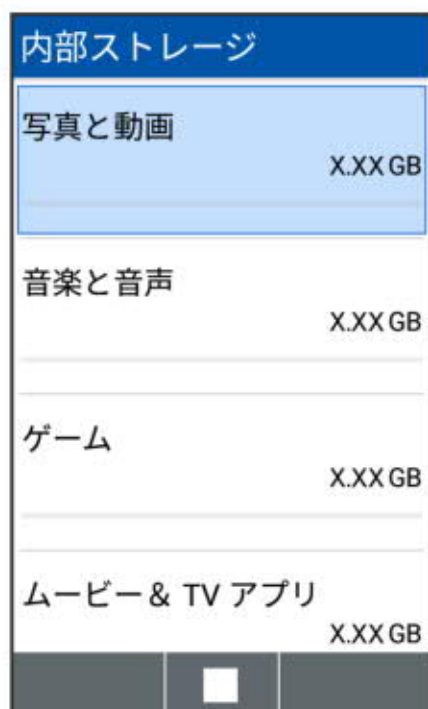 内部ストレージ
写真と動画
X.XX GB
音楽と音声
X.XX GB
ゲーム
X.XX GB
ムービー& TV アプリ
X.XX GB